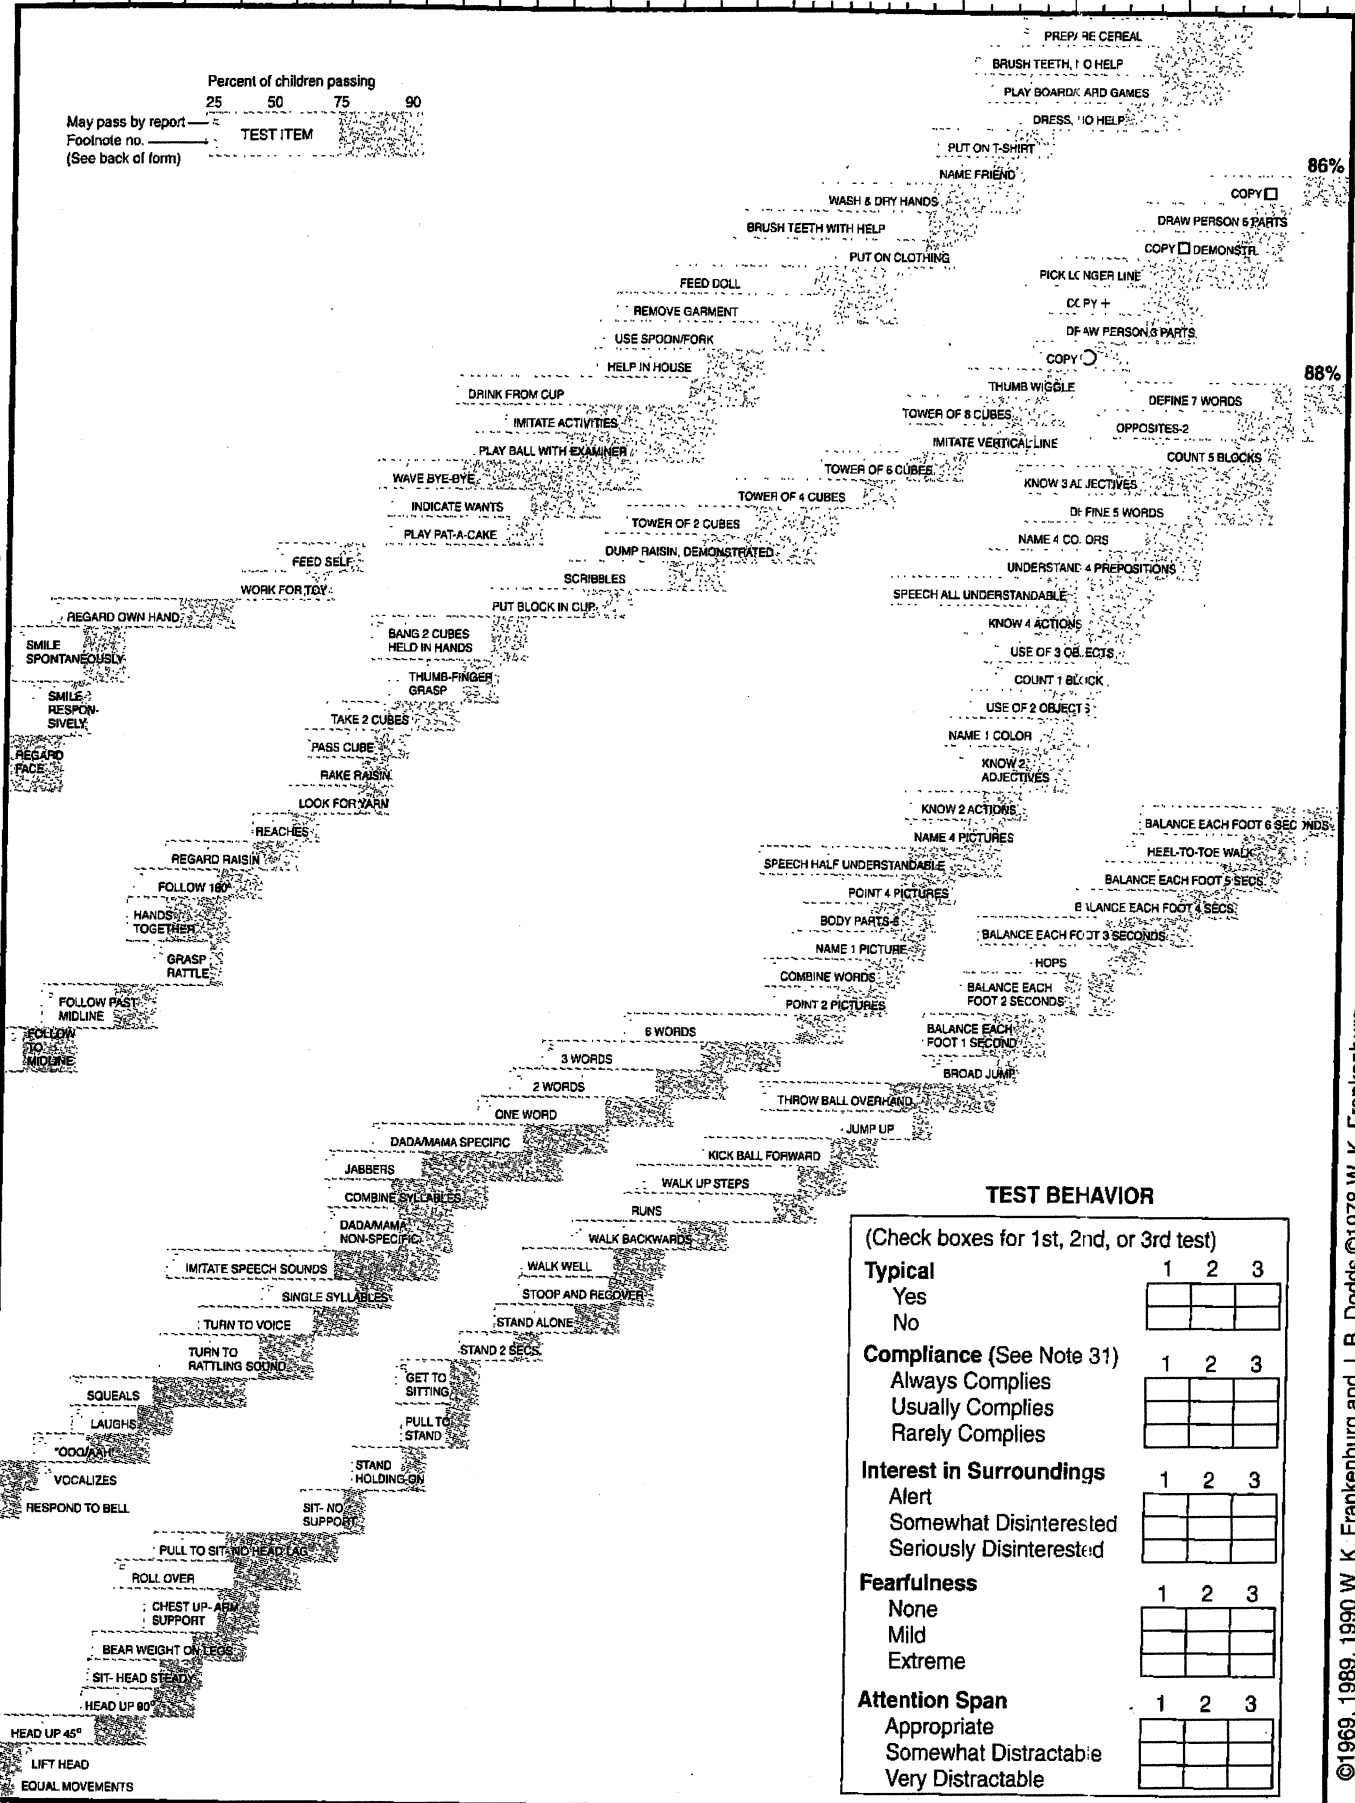 PREPARE CEREAL
BRUSH TEETH, NO HELP
PLAY BOARD/CARD GAMES
DRESS, NO HELP
PUT ON T-SHIRT
NAME FRIEND
WASH & DRY HANDS
BRUSH TEETH WITH HELP
PUT ON CLOTHING
FEED DOLL
REMOVE GARMENT
USE SPOON/FORK
HELP IN HOUSE
DRINK FROM CUP
IMITATE ACTIVITIES
PLAY BALL WITH EXAMINER
WAVE BYE-BYE
INDICATE WANTS
PLAY PAT-A-CAKE
FEED SELF
WORK FOR TOY
REGARD OWN HAND
SMILE
SPONTANEOUSLY
SMILE
RESPON-
SIVELY
REGARD
FACE
Percent of children passing
25 50 75 90
May pass by report
Footnote no.
(See back of form)
TEST ITEM
86%
COPY □
DRAW PERSON 6 PARTS
COPY □ DEMONSTR.
PICK LONGER LINE
COPY +
DRAW PERSON 3 PARTS
COPY ○
THUMB WIGGLE
TOWER OF 8 CUBES
IMITATE VERTICAL LINE
TOWER OF 6 CUBES
TOWER OF 4 CUBES
TOWER OF 2 CUBES
DUMP RAISIN, DEMONSTRATED
SCRIBBLES
PUT BLOCK IN CUP
BANG 2 CUBES
HELD IN HANDS
THUMB-FINGER
GRASP
TAKE 2 CUBES
PASS CUBE
RAKE RAISIN
LOOK FOR YARN
REACHES
REGARD RAISIN
FOLLOW 180°
HANDS
TOGETHER
GRASP
RATTLE
FOLLOW PAST
MIDLINE
FOLLOW
TO
MIDLINE
88%
DEFINE 7 WORDS
OPPOSITES-2
COUNT 5 BLOCKS
KNOW 3 ADJECTIVES
DEFINE 5 WORDS
NAME 4 COLORS
UNDERSTAND 4 PREPOSITIONS
SPEECH ALL UNDERSTANDABLE
KNOW 4 ACTIONS
USE OF 3 OBJECTS
COUNT 1 BLOCK
USE OF 2 OBJECTS
NAME 1 COLOR
KNOW 2
ADJECTIVES
KNOW 2 ACTIONS
NAME 4 PICTURES
SPEECH HALF UNDERSTANDABLE
POINT 4 PICTURES
BODY PARTS-6
NAME 1 PICTURE
COMBINE WORDS
POINT 2 PICTURES
6 WORDS
3 WORDS
2 WORDS
ONE WORD
DADA/MAMA SPECIFIC
JABBERS
COMBINE SYLLABLES
DADA/MAMA
NON-SPECIFIC
IMITATE SPEECH SOUNDS
SINGLE SYLLABLES
TURN TO VOICE
TURN TO
RATTLING SOUND
SQUEALS
LAUGHS
"OOO/AAH"
VOCALIZES
RESPOND TO BELL
BALANCE EACH FOOT 6 SECONDS
HEEL-TO-TOE WALK
BALANCE EACH FOOT 5 SECS.
BALANCE EACH FOOT 4 SECS.
BALANCE EACH FOOT 3 SECONDS
HOPS
BALANCE EACH
FOOT 2 SECONDS
BALANCE EACH
FOOT 1 SECOND
BROAD JUMP
THROW BALL OVERHAND
JUMP UP
KICK BALL FORWARD
WALK UP STEPS
RUNS
WALK BACKWARDS
WALK WELL
STOOP AND RECOVER
STAND ALONE
STAND 2 SECS.
GET TO
SITTING
PULL TO
STAND
STAND
HOLDING ON
SIT- NO
SUPPORT
PULL TO SIT-NO HEAD LAG
ROLL OVER
CHEST UP-ARM
SUPPORT
BEAR WEIGHT ON LEGS
SIT- HEAD STEADY
HEAD UP 90°
HEAD UP 45°
LIFT HEAD
EQUAL MOVEMENTS
TEST BEHAVIOR
(Check boxes for 1st, 2nd, or 3rd test)
Typical 1 2 3
Yes
No
Compliance (See Note 31) 1 2 3
Always Complies
Usually Complies
Rarely Complies
Interest in Surroundings 1 2 3
Alert
Somewhat Disinterested
Seriously Disinterested
Fearfulness 1 2 3
None
Mild
Extreme
Attention Span 1 2 3
Appropriate
Somewhat Distractable
Very Distractable
©1969, 1989, 1990 W. K. Frankenburg and J. B. Dodds ©1978 W. K. Frankenburg